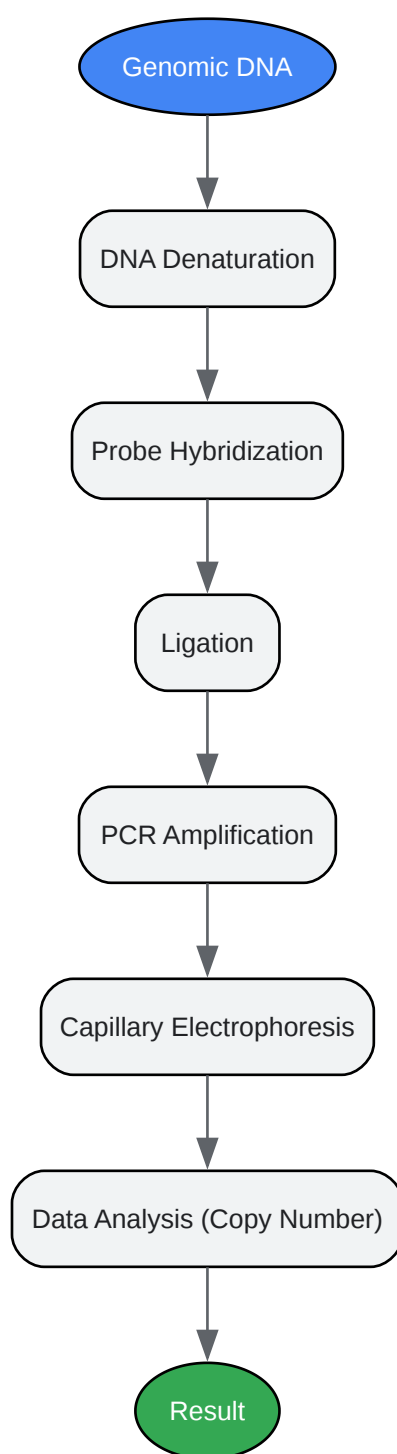 Genomic DNA
DNA Denaturation
Probe Hybridization
Ligation
PCR Amplification
Capillary Electrophoresis
Data Analysis (Copy Number)
Result